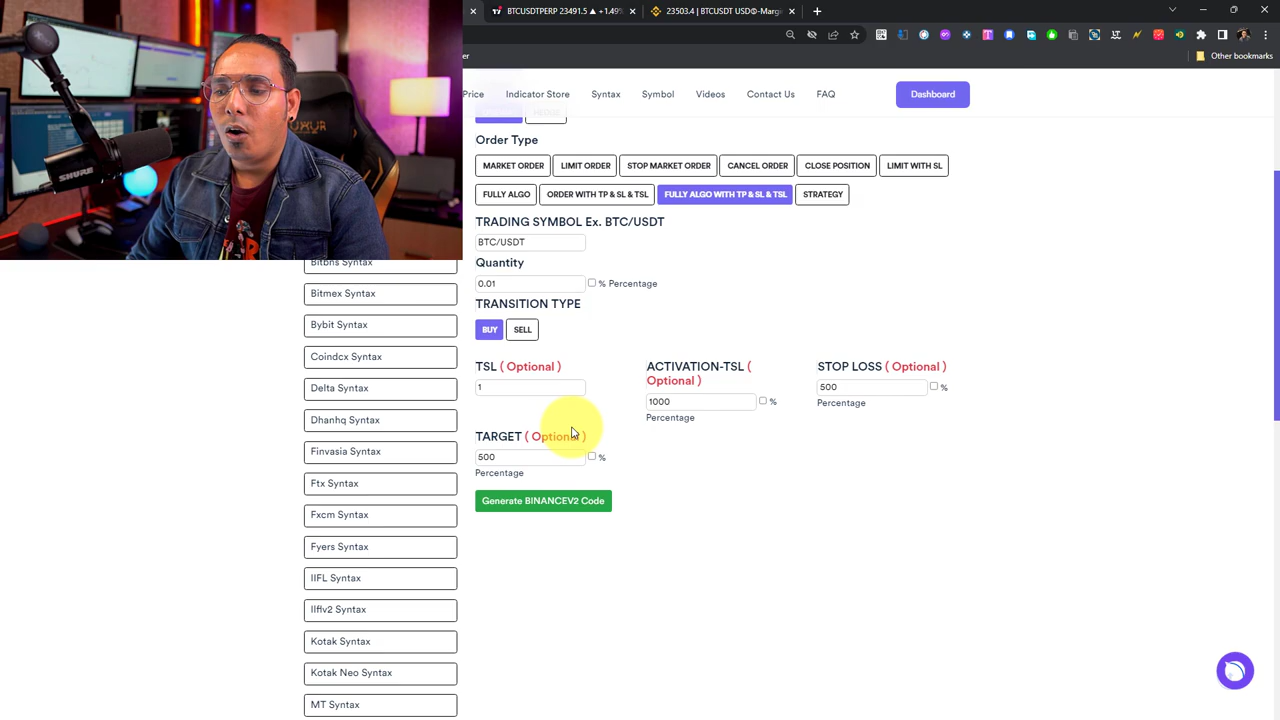 BTCUSDTPERP 23491.5 ▲ +1.49%
23503.4 | BTCUSDT USDⓈ-Marg
Other bookmarks
er
Price
Indicator Store
Syntax
Symbol
Videos
Contact Us
FAQ
Dashboard
Order Type
MARKET ORDER
LIMIT ORDER
STOP MARKET ORDER
CANCEL ORDER
CLOSE POSITION
LIMIT WITH SL
FULLY ALGO
ORDER WITH TP & SL & TSL
FULLY ALGO WITH TP & SL & TSL
STRATEGY
TRADING SYMBOL Ex. BTC/USDT
BTC/USDT
Quantity
0.01
% Percentage
TRANSITION TYPE
BUY
SELL
TSL ( Optional )
1
ACTIVATION-TSL (
Optional )
1000
%
Percentage
STOP LOSS ( Optional )
500
%
Percentage
TARGET ( Optional )
500
%
Percentage
Generate BINANCEV2 Code
Bitbns Syntax
Bitmex Syntax
Bybit Syntax
Coindcx Syntax
Delta Syntax
Dhanhq Syntax
Finvasia Syntax
Ftx Syntax
Fxcm Syntax
Fyers Syntax
IIFL Syntax
Iiflv2 Syntax
Kotak Syntax
Kotak Neo Syntax
MT Syntax
SHURE